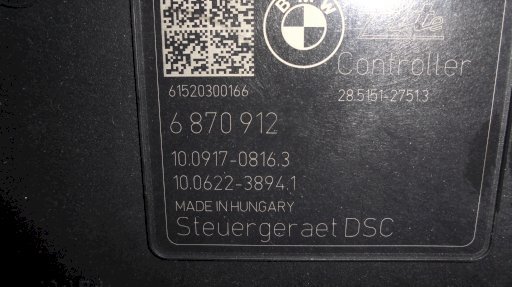 BMW
Controller
61520300166
28.5151-2751.3
6 870 912
10.0917-0816.3
10.0622-3894.1
MADE IN HUNGARY
Steuergeraet DSC